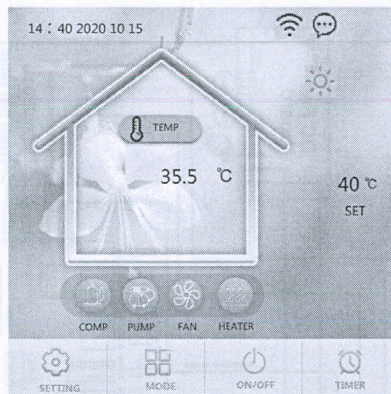 14 : 40 2020 10 15
TEMP
35.5 ℃
40 ℃
SET
COMP PUMP FAN HEATER
SETTING MODE ON/OFF TIMER